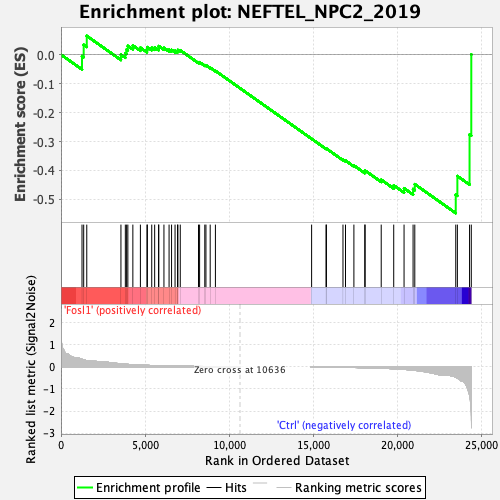 Enrichment plot: NEFTEL_NPC2_2019
Enrichment score (ES)
0.0
-0.1
-0.2
-0.3
-0.4
-0.5
'Fosl1' (positively correlated)
Ranked list metric (Signal2Noise)
2
1
0
-1
-2
-3
Zero cross at 10636
'Ctrl' (negatively correlated)
0
5,000
10,000
15,000
20,000
25,000
Rank in Ordered Dataset
Enrichment profile
Hits
Ranking metric scores